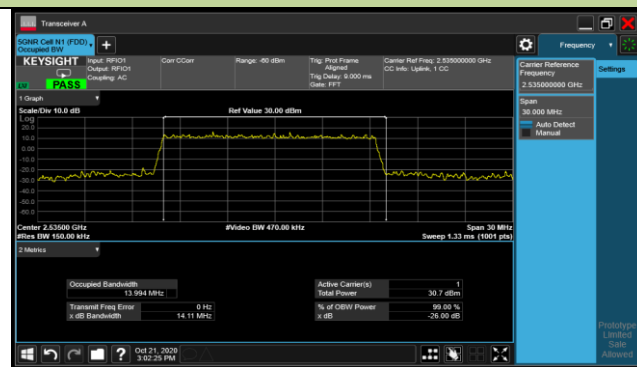 Transceiver A
5GNR Cell N1 (FDD)
Occupied BW
+
Frequency
KEYSIGHT
Input: RFIO1
Output: RFIO1
Coupling: AC
Corr CCorr
Range: -60 dBm
Trig: Prot Frame
Aligned
Trig Delay: 9.000 ms
Gate: FFT
Carrier Ref Freq: 2.535000000 GHz
CC Info: Uplink, 1 CC
PASS
Carrier Reference
Frequency
2.535000000 GHz
Settings
Span
30.000 MHz
Auto Detect
Manual
1 Graph
Scale/Div 10.0 dB
Ref Value 30.00 dBm
Log
20.0
10.0
0.00
-10.0
-20.0
-30.0
-40.0
-50.0
-60.0
Center 2.53500 GHz
#Video BW 470.00 kHz
Span 30 MHz
#Res BW 150.00 kHz
Sweep 1.33 ms (1001 pts)
2 Metrics
Occupied Bandwidth
13.994 MHz
Active Carrier(s) 1
Total Power 30.7 dBm
Transmit Freq Error 0 Hz
x dB Bandwidth 14.11 MHz
% of OBW Power 99.00 %
x dB -26.00 dB
Prototype
Limited
Sale
Allowed
?
Oct 21, 2020
3:02:25 PM